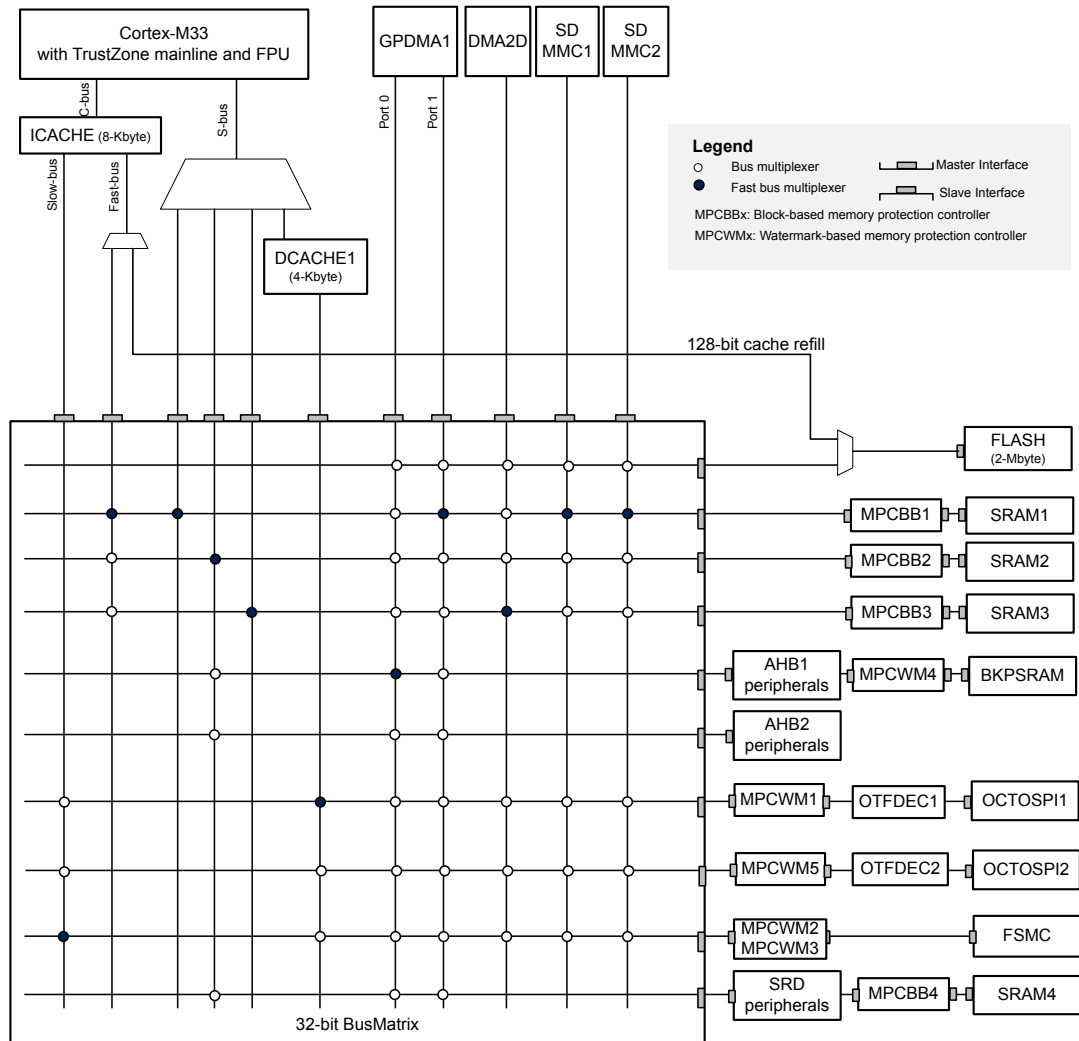 Cortex-M33
with TrustZone mainline and FPU
GPDMA1
DMA2D
SD
MMC1
SD
MMC2
C-bus
S-bus
Port 0
Port 1
ICACHE (8-Kbyte)
Slow-bus
Fast-bus
Legend
Bus multiplexer
Fast bus multiplexer
Master Interface
Slave Interface
MPCBBx: Block-based memory protection controller
MPCWMx: Watermark-based memory protection controller
DCACHE1
(4-Kbyte)
128-bit cache refill
FLASH
(2-Mbyte)
MPCBB1
SRAM1
MPCBB2
SRAM2
MPCBB3
SRAM3
AHB1
peripherals
MPCWM4
BKPSRAM
AHB2
peripherals
MPCWM1
OTFDEC1
OCTOSPI1
MPCWM5
OTFDEC2
OCTOSPI2
MPCWM2
MPCWM3
FSMC
SRD
peripherals
MPCBB4
SRAM4
32-bit BusMatrix